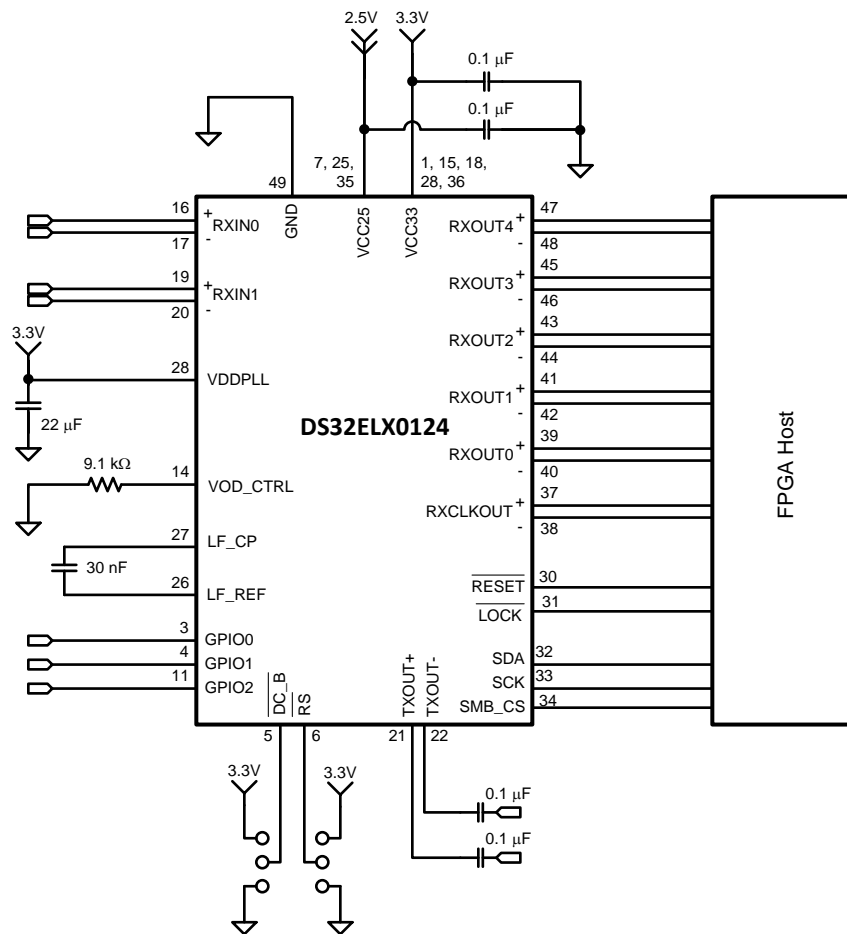 2.5V 3.3V
0.1 μF
0.1 μF
7, 25,
35
1, 15, 18,
28, 36
49
GND
VCC25
VCC33
16
+
RXIN0
17
-
19
+
RXIN1
20
-
3.3V
28
VDDPLL
22 μF
9.1 kΩ
14
VOD_CTRL
27
LF_CP
30 nF
26
LF_REF
3
GPIO0
4
GPIO1
11
GPIO2
DS32ELX0124
RXOUT4 + 47
- 48
RXOUT3 + 45
- 46
RXOUT2 + 43
- 44
RXOUT1 + 41
- 42
RXOUT0 + 39
- 40
RXCLKOUT + 37
- 38
RESET 30
LOCK 31
SDA 32
SCK 33
SMB_CS 34
FPGA Host
DC_B
RS
TXOUT+
TXOUT-
5 6 21 22
3.3V 3.3V
0.1 μF
0.1 μF